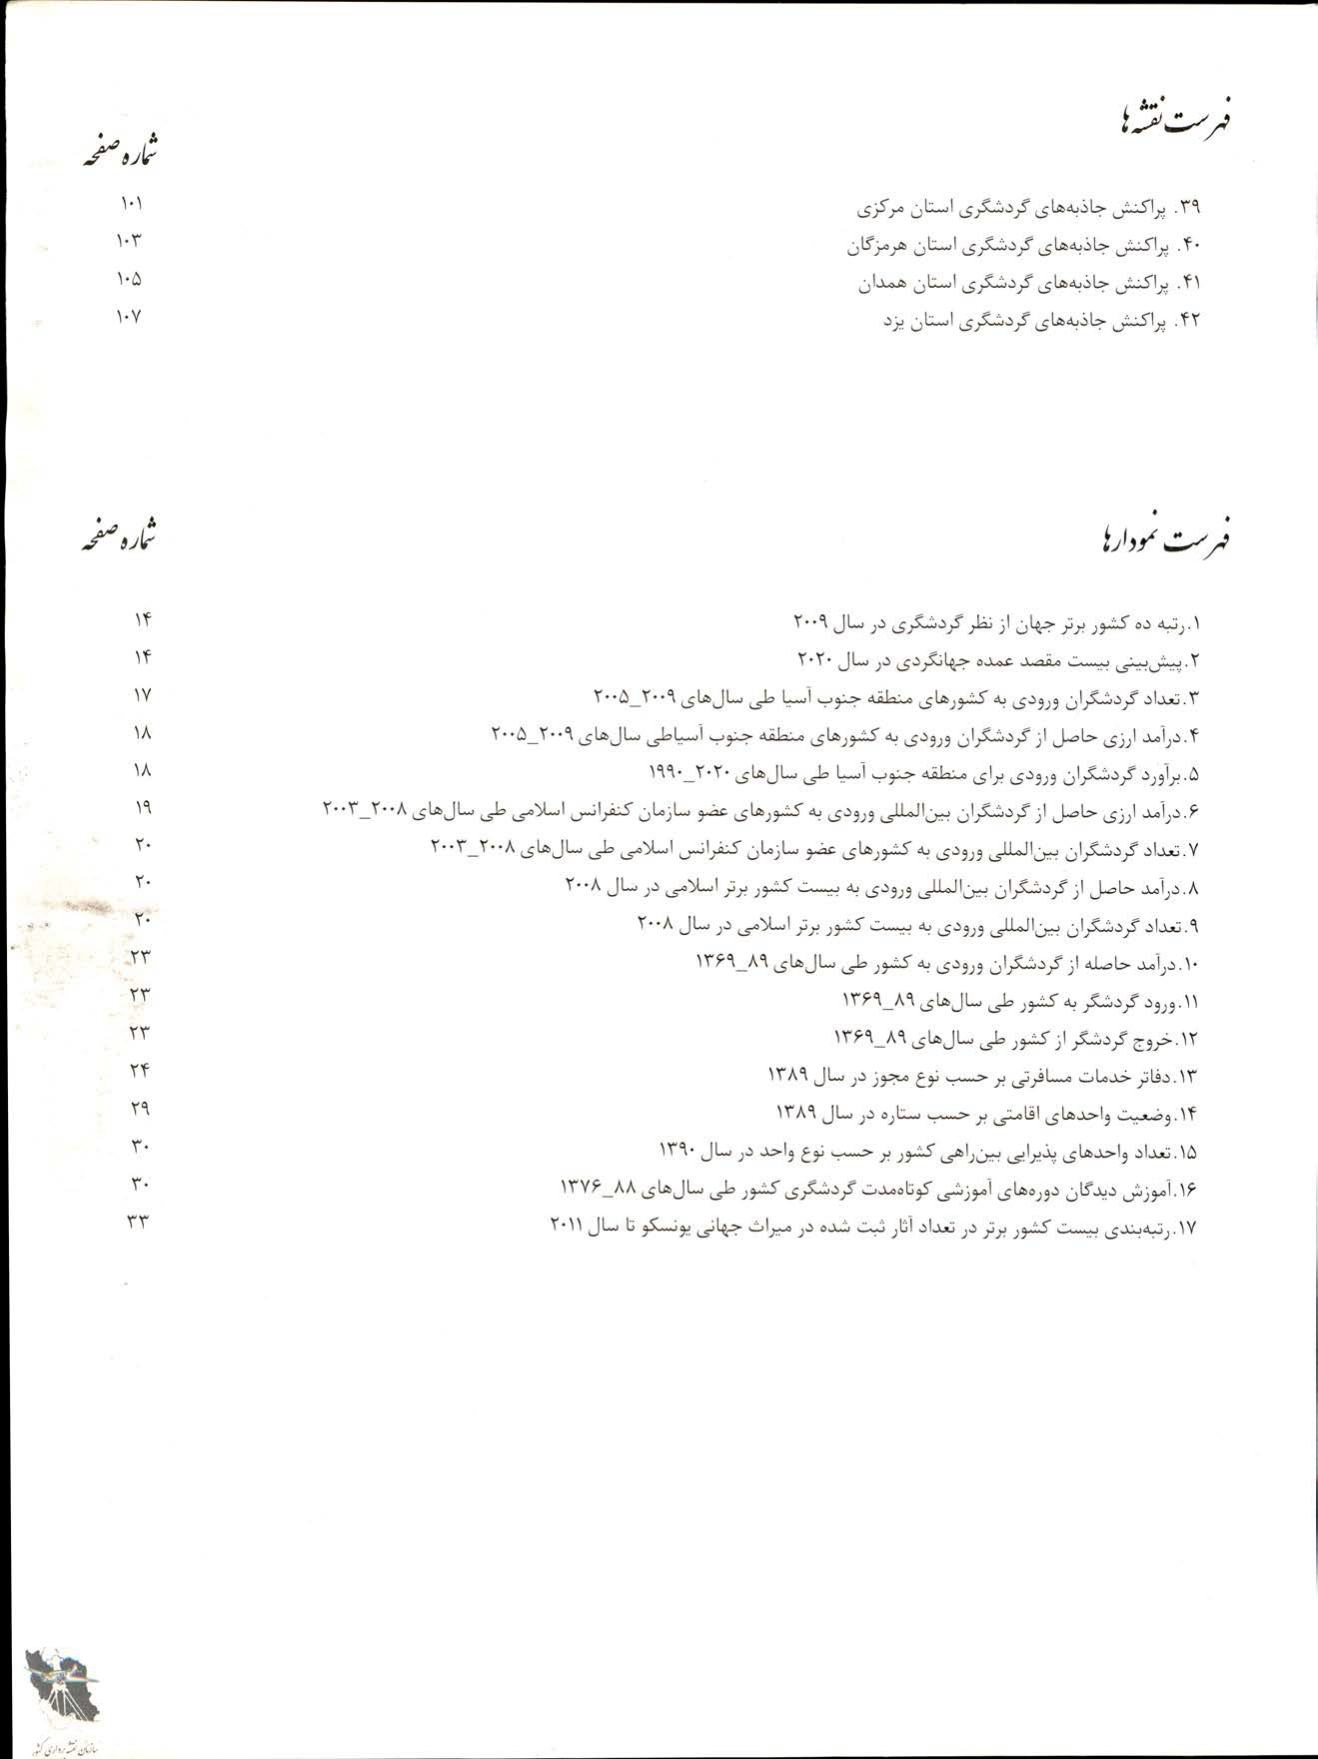 فهرست نقشه‌ها
شماره صفحه
۳۹. پراکنش جاذبه‌های گردشگری استان مرکزی ۱۰۱
۴۰. پراکنش جاذبه‌های گردشگری استان هرمزگان ۱۰۳
۴۱. پراکنش جاذبه‌های گردشگری استان همدان ۱۰۵
۴۲. پراکنش جاذبه‌های گردشگری استان یزد ۱۰۷
فهرست نمودارها شماره صفحه
۱.رتبه ده کشور برتر جهان از نظر گردشگری در سال ۲۰۰۹ ۱۴
۲.پیش‌بینی بیست مقصد عمده جهانگردی در سال ۲۰۲۰ ۱۴
۳.تعداد گردشگران ورودی به کشورهای منطقه جنوب آسیا طی سال‌های ۲۰۰۹_۲۰۰۵ ۱۷
۴.درآمد ارزی حاصل از گردشگران ورودی به کشورهای منطقه جنوب آسیاطی سال‌های ۲۰۰۹_۲۰۰۵ ۱۸
۵.برآورد گردشگران ورودی برای منطقه جنوب آسیا طی سال‌های ۲۰۲۰_۱۹۹۰ ۱۸
۶.درآمد ارزی حاصل از گردشگران بین‌المللی ورودی به کشورهای عضو سازمان کنفرانس اسلامی طی سال‌های ۲۰۰۸_۲۰۰۳ ۱۹
۷.تعداد گردشگران بین‌المللی ورودی به کشورهای عضو سازمان کنفرانس اسلامی طی سال‌های ۲۰۰۸_۲۰۰۳ ۲۰
۸.درآمد حاصل از گردشگران بین‌المللی ورودی به بیست کشور برتر اسلامی در سال ۲۰۰۸ ۲۰
۹.تعداد گردشگران بین‌المللی ورودی به بیست کشور برتر اسلامی در سال ۲۰۰۸ ۲۰
۱۰.درآمد حاصله از گردشگران ورودی به کشور طی سال‌های ۸۹_۱۳۶۹ ۲۳
۱۱.ورود گردشگر به کشور طی سال‌های ۸۹_۱۳۶۹ ۲۳
۱۲.خروج گردشگر از کشور طی سال‌های ۸۹_۱۳۶۹ ۲۳
۱۳.دفاتر خدمات مسافرتی بر حسب نوع مجوز در سال ۱۳۸۹ ۲۴
۱۴.وضعیت واحدهای اقامتی بر حسب ستاره در سال ۱۳۸۹ ۲۹
۱۵.تعداد واحدهای پذیرایی بین‌راهی کشور بر حسب نوع واحد در سال ۱۳۹۰ ۳۰
۱۶.آموزش دیدگان دوره‌های آموزشی کوتاه‌مدت گردشگری کشور طی سال‌های ۸۸_۱۳۷۶ ۳۰
۱۷.رتبه‌بندی بیست کشور برتر در تعداد آثار ثبت شده در میراث جهانی یونسکو تا سال ۲۰۱۱ ۳۳
سازمان نقشه برداری کشور